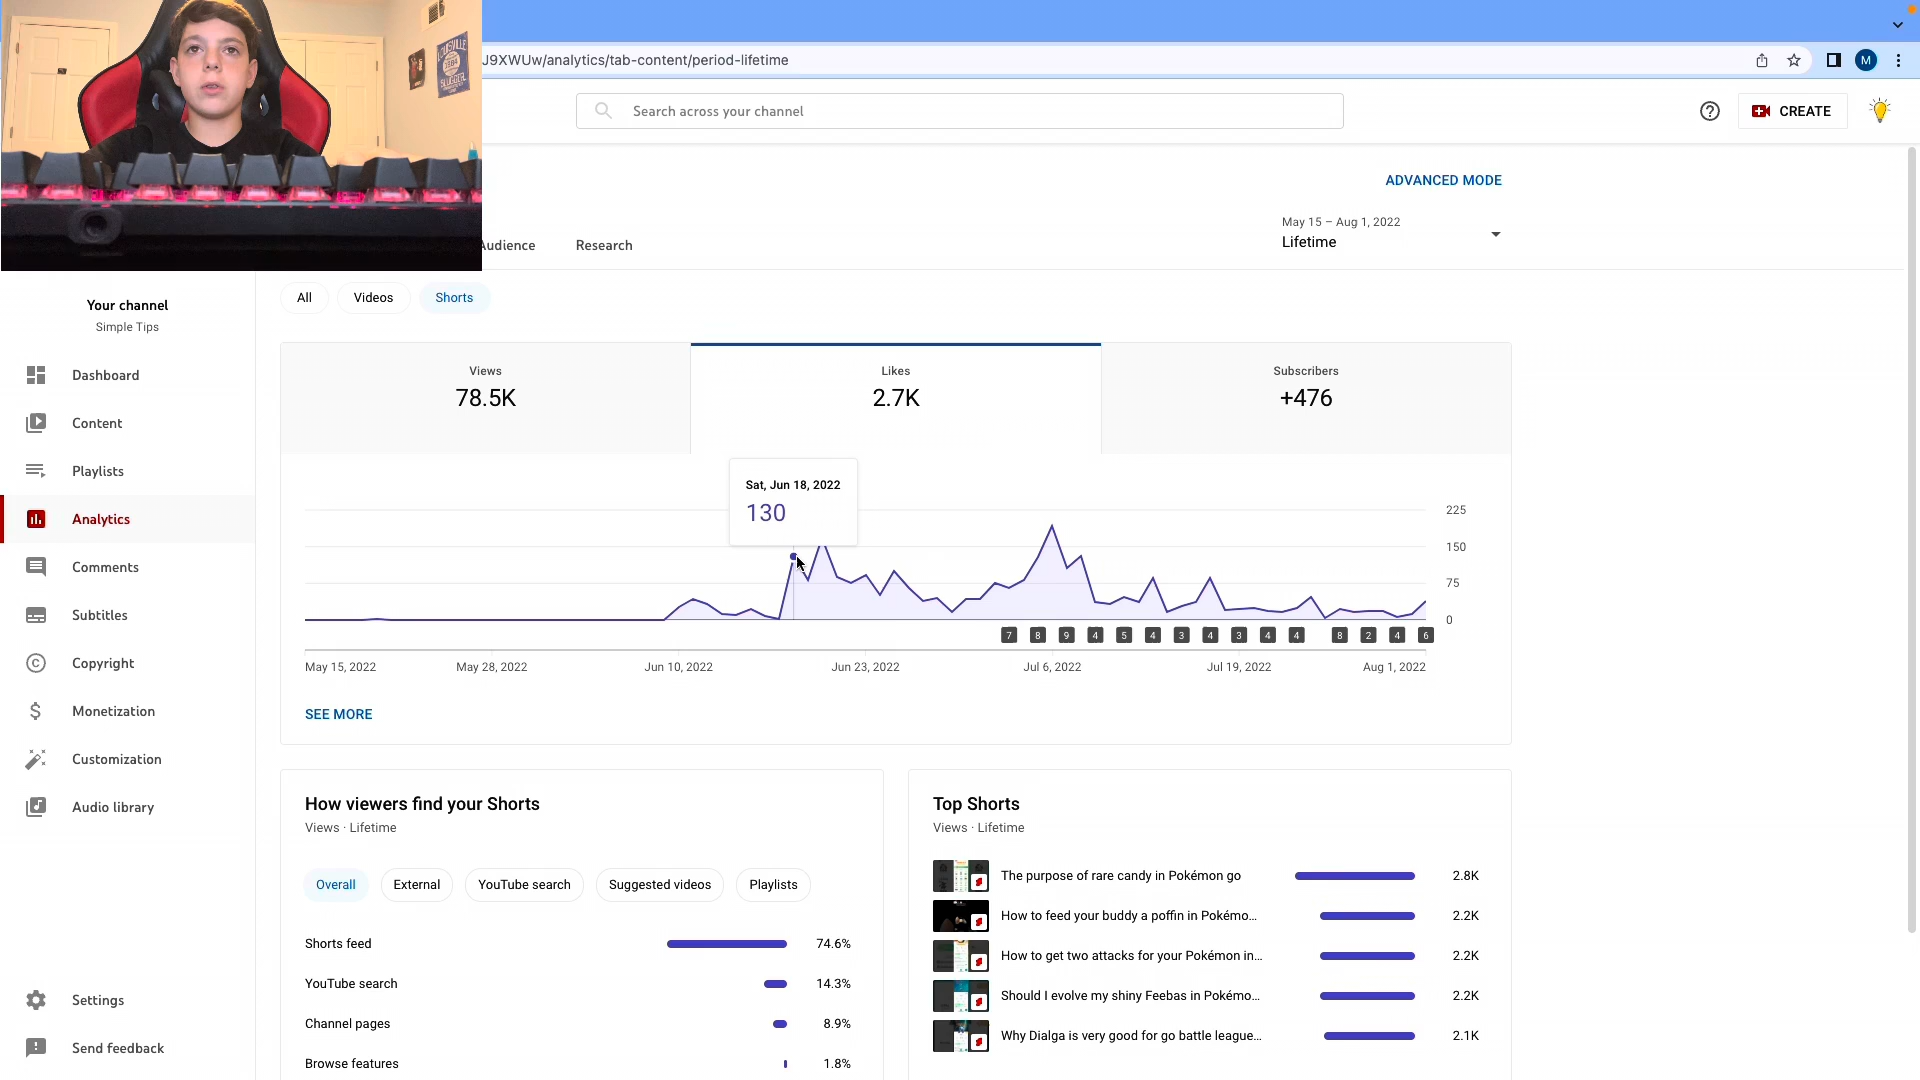 LOUISVILLE
SLUGGER
J9XWUw/analytics/tab-content/period-lifetime
M
Search across your channel
CREATE
ADVANCED MODE
Audience
Research
May 15 – Aug 1, 2022
Lifetime
Your channel
Simple Tips
Dashboard
Content
Playlists
Analytics
Comments
Subtitles
Copyright
Monetization
Customization
Audio library
Settings
Send feedback
All
Videos
Shorts
Views
78.5K
Likes
2.7K
Subscribers
+476
Sat, Jun 18, 2022
130
225
150
75
0
7 8 9 4 5 4 3 4 3 4 4 8 2 4 6
May 15, 2022 May 28, 2022 Jun 10, 2022 Jun 23, 2022 Jul 6, 2022 Jul 19, 2022 Aug 1, 2022
SEE MORE
How viewers find your Shorts
Views · Lifetime
Overall
External
YouTube search
Suggested videos
Playlists
Shorts feed 74.6%
YouTube search 14.3%
Channel pages 8.9%
Browse features 1.8%
Top Shorts
Views · Lifetime
The purpose of rare candy in Pokémon go 2.8K
How to feed your buddy a poffin in Pokémo... 2.2K
How to get two attacks for your Pokémon in... 2.2K
Should I evolve my shiny Feebas in Pokémo... 2.2K
Why Dialga is very good for go battle league... 2.1K